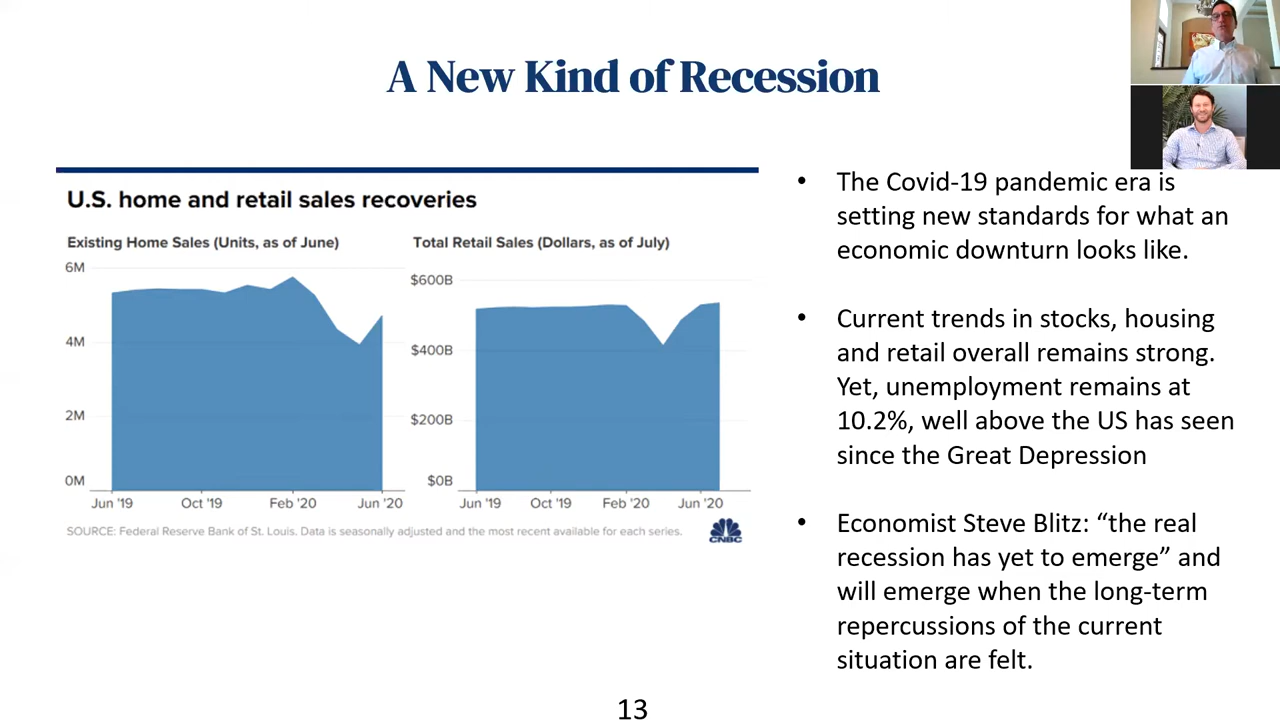 A New Kind of Recession
U.S. home and retail sales recoveries
Existing Home Sales (Units, as of June)
6M
4M
2M
0M
Jun '19
Oct '19
Feb '20
Jun '20
Total Retail Sales (Dollars, as of July)
$600B
$400B
$200B
$0B
Jun '19
Oct '19
Feb '20
Jun '20
SOURCE: Federal Reserve Bank of St. Louis. Data is seasonally adjusted and the most recent available for each series.
CNBC
• The Covid-19 pandemic era is
setting new standards for what an
economic downturn looks like.
• Current trends in stocks, housing
and retail overall remains strong.
Yet, unemployment remains at
10.2%, well above the US has seen
since the Great Depression
• Economist Steve Blitz: “the real
recession has yet to emerge” and
will emerge when the long-term
repercussions of the current
situation are felt.
13